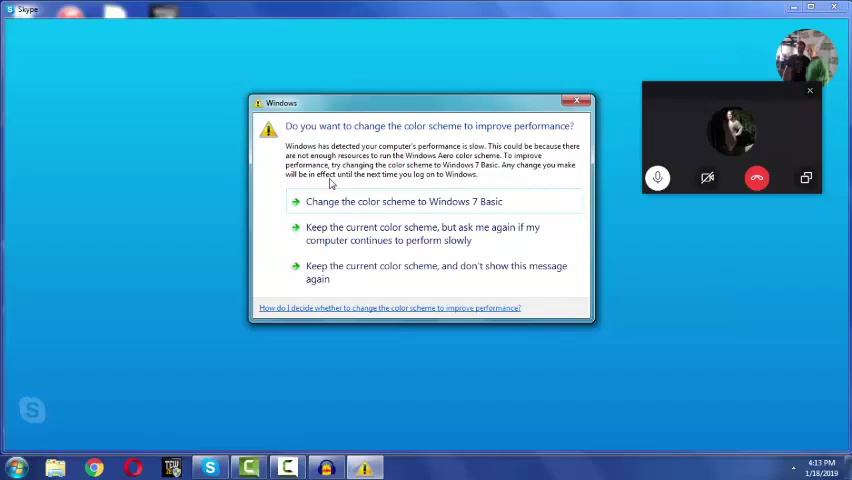 Skype
Windows
Do you want to change the color scheme to improve performance?
Windows has detected your computer's performance is slow. This could be because there
are not enough resources to run the Windows Aero color scheme. To improve
performance, try changing the color scheme to Windows 7 Basic. Any change you make
will be in effect until the next time you log on to Windows.
Change the color scheme to Windows 7 Basic
Keep the current color scheme, but ask me again if my
computer continues to perform slowly
Keep the current color scheme, and don't show this message
again
How do I decide whether to change the color scheme to improve performance?
TEW
4:13 PM
1/18/2019